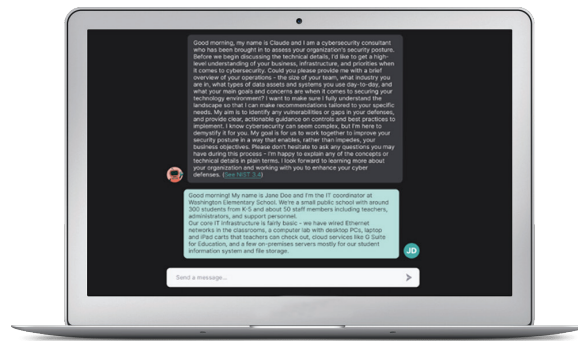 Good morning, my name is Claude and I am a cybersecurity consultant
who has been brought in to assess your organization's security posture.
Before we begin discussing the technical details, I'd like to get a high-
level understanding of your business, infrastructure, and priorities when
it comes to cybersecurity. Could you please provide me with a brief
overview of your operations - the size of your team, what industry you
are in, what types of data assets and systems you use day-to-day, and
what your main goals and concerns are when it comes to securing your
technology environment? I want to make sure I fully understand the
landscape so that I can make recommendations tailored to your specific
needs. My aim is to identify any vulnerabilities or gaps in your defenses,
and provide clear, actionable guidance on controls and best practices to
implement. I know cybersecurity can seem complex, but I'm here to
demystify it for you. My goal is for us to work together to improve your
security posture in a way that enables, rather than impedes, your
business objectives. Please don't hesitate to ask any questions you may
have during this process - I'm happy to explain any of the concepts or
technical details in plain terms. I look forward to learning more about
your organization and working with you to enhance your cyber
defenses. (See NIST 3.4)
Good morning! My name is Jane Doe and I'm the IT coordinator at
Washington Elementary School. We're a small public school with around
300 students from K-5 and about 50 staff members including teachers,
administrators, and support personnel.
Our core IT infrastructure is fairly basic - we have wired Ethernet
networks in the classrooms, a computer lab with desktop PCs, laptop
and iPad carts that teachers can check out, cloud services like G Suite
for Education, and a few on-premises servers mostly for our student
information system and file storage.
JD
Send a message...